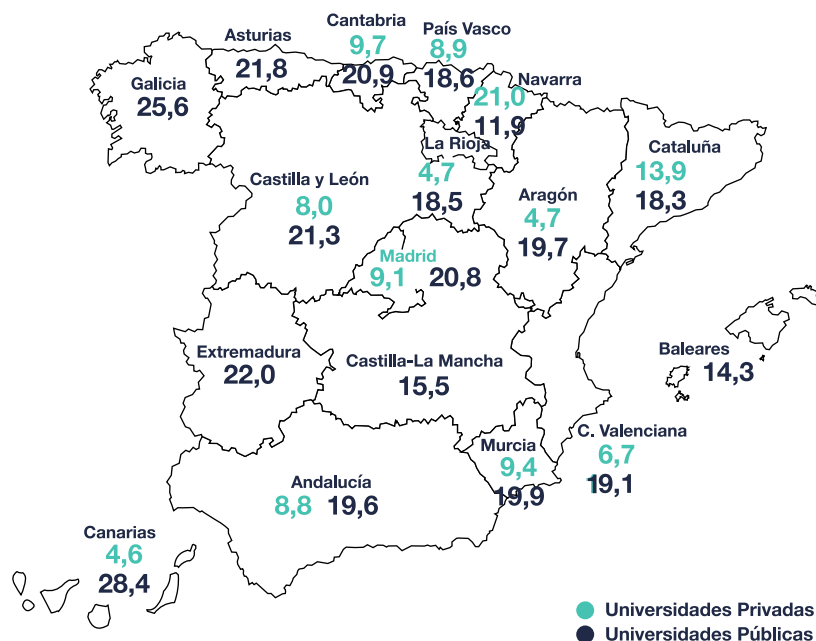 Cantabria
9,7
20,9
País Vasco
8,9
18,6
Asturias
21,8
Galicia
25,6
Navarra
21,0
11,9
La Rioja
4,7
18,5
Cataluña
13,9
18,3
Castilla y León
8,0
21,3
Aragón
4,7
19,7
Madrid
9,1 20,8
Extremadura
22,0
Castilla-La Mancha
15,5
Baleares
14,3
C. Valenciana
6,7
19,1
Murcia
9,4
19,9
Andalucía
8,8 19,6
Canarias
4,6
28,4
Universidades Privadas
Universidades Públicas